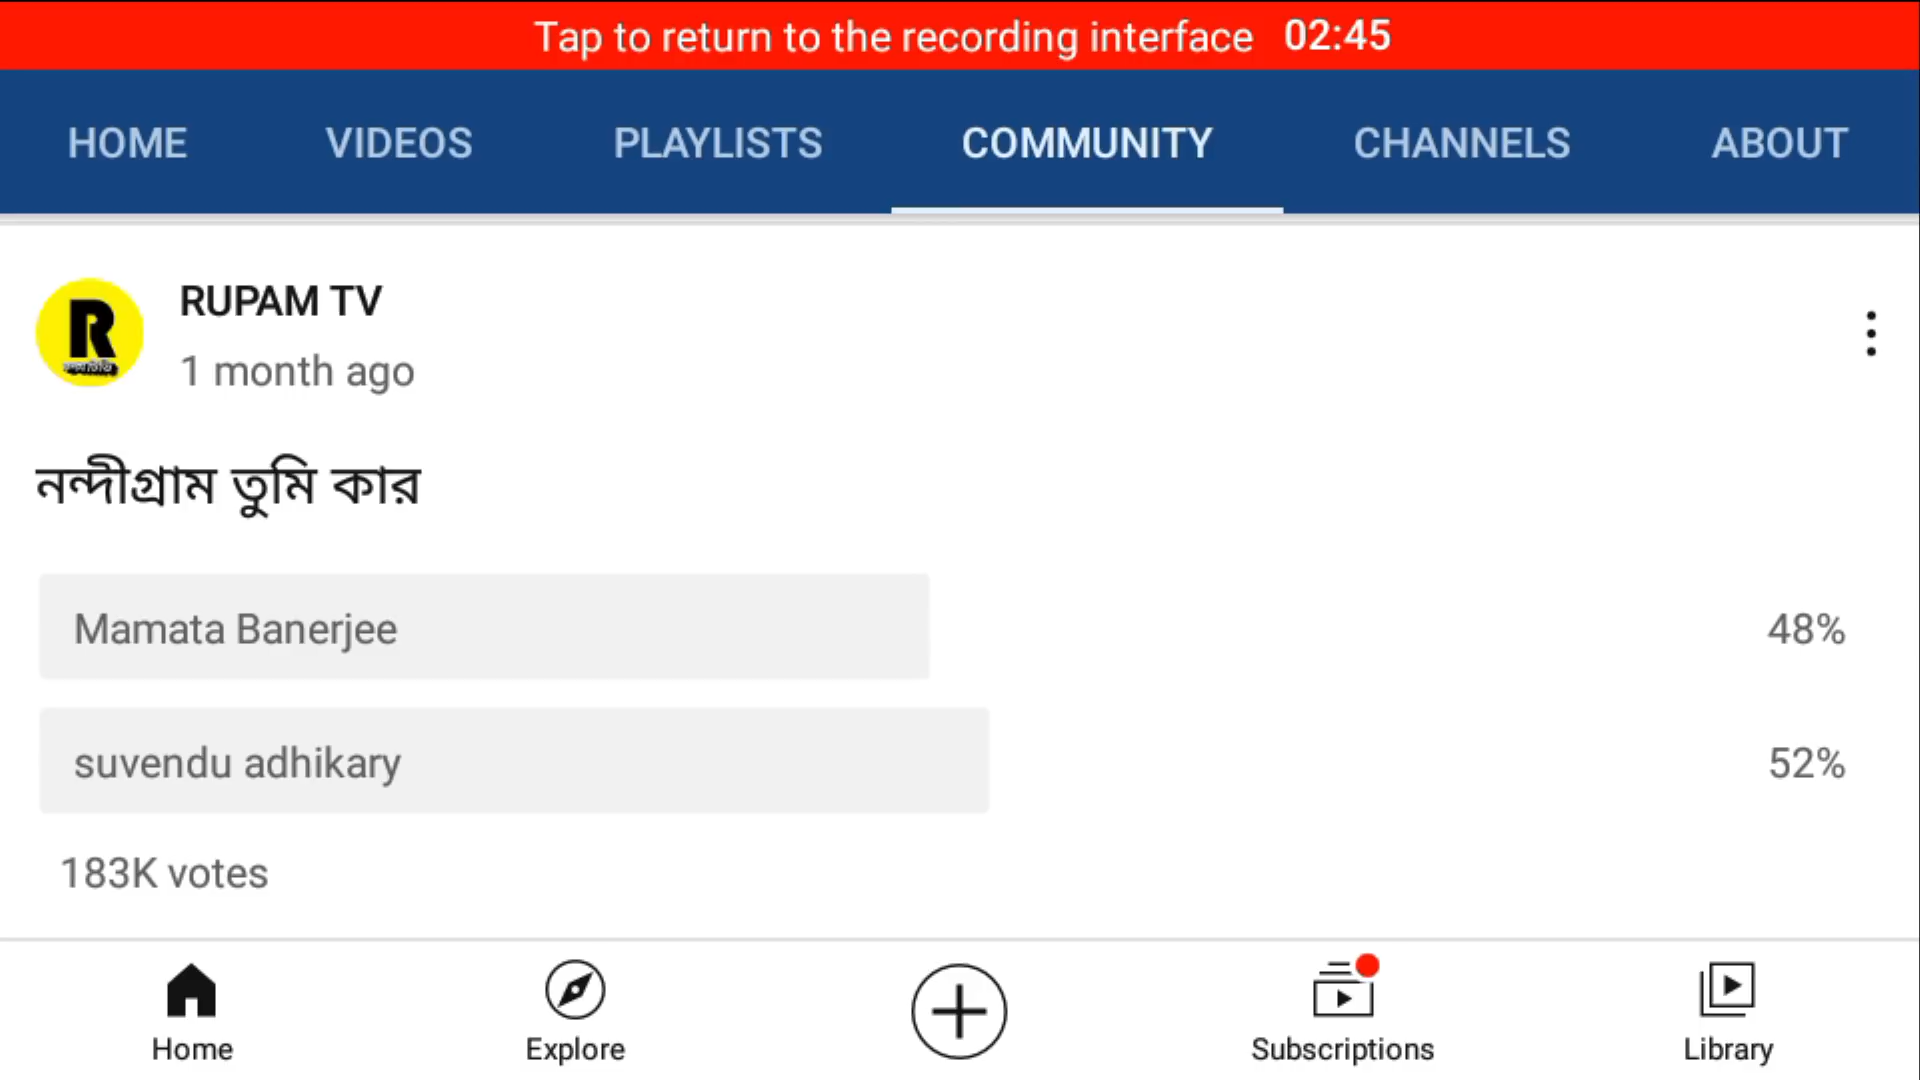 Tap to return to the recording interface 02:45
HOME VIDEOS PLAYLISTS COMMUNITY CHANNELS ABOUT
R
RUPAM TV
1 month ago
নন্দীগ্রাম তুমি কার
Mamata Banerjee 48%
suvendu adhikary 52%
183K votes
Home Explore Subscriptions Library